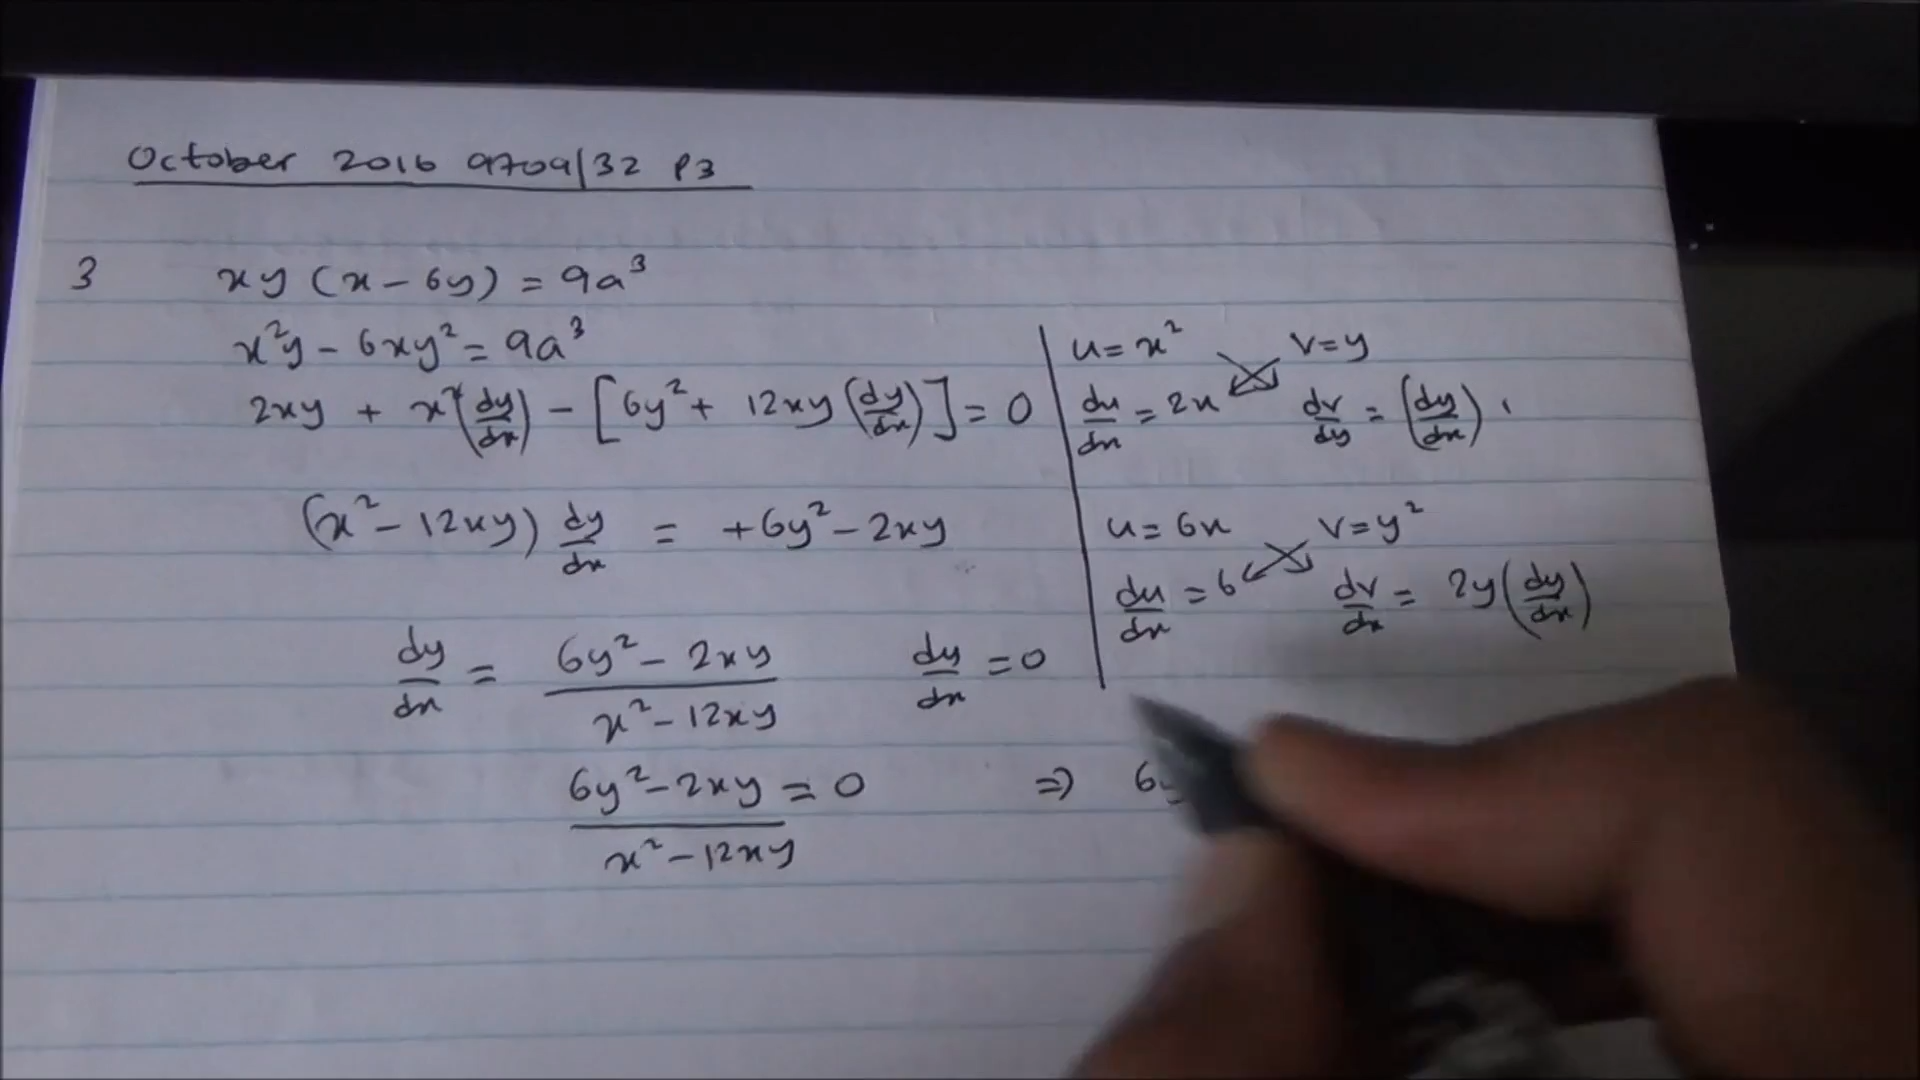 October 2016 9709/32 P3
3 xy (x - 6y) = 9a³
x²y - 6xy² = 9a³
2xy + x²(dy/dx) - [6y² + 12xy (dy/dx)] = 0
(x² - 12xy) dy/dx = +6y² - 2xy
dy/dx = (6y² - 2xy)/(x² - 12xy) dy/dx = 0
(6y² - 2xy)/(x² - 12xy) = 0 ⇒ 6y
u = x² v = y
du/dx = 2x dv/dy = (dy/dx) .
u = 6x v = y²
du/dx = 6 dv/dx = 2y(dy/dx)